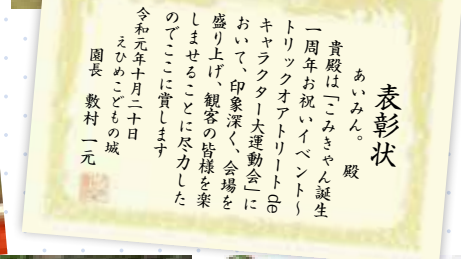 表彰状
あいみん。 殿
貴殿は「こみきゃん誕生
一周年お祝いイベント～
トリックオアトリートde
キャラクター大運動会」に
おいて、印象深く、会場を
盛り上げ、観客の皆様を楽
しませることに尽力した
のでここに賞します
令和元年十月二十日
えひめこどもの城
園長 敷村一元